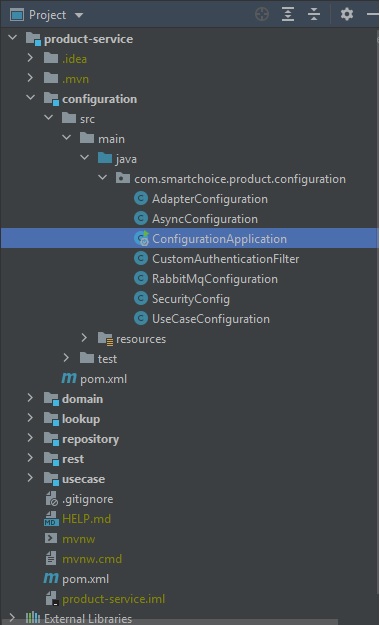 Project
product-service
.idea
.mvn
configuration
src
main
java
com.smartchoice.product.configuration
C AdapterConfiguration
C AsyncConfiguration
C ConfigurationApplication
C CustomAuthenticationFilter
C RabbitMqConfiguration
C SecurityConfig
C UseCaseConfiguration
resources
test
m pom.xml
domain
lookup
repository
rest
usecase
.gitignore
MD HELP.md
mvnw
mvnw.cmd
m pom.xml
product-service.iml
External Libraries